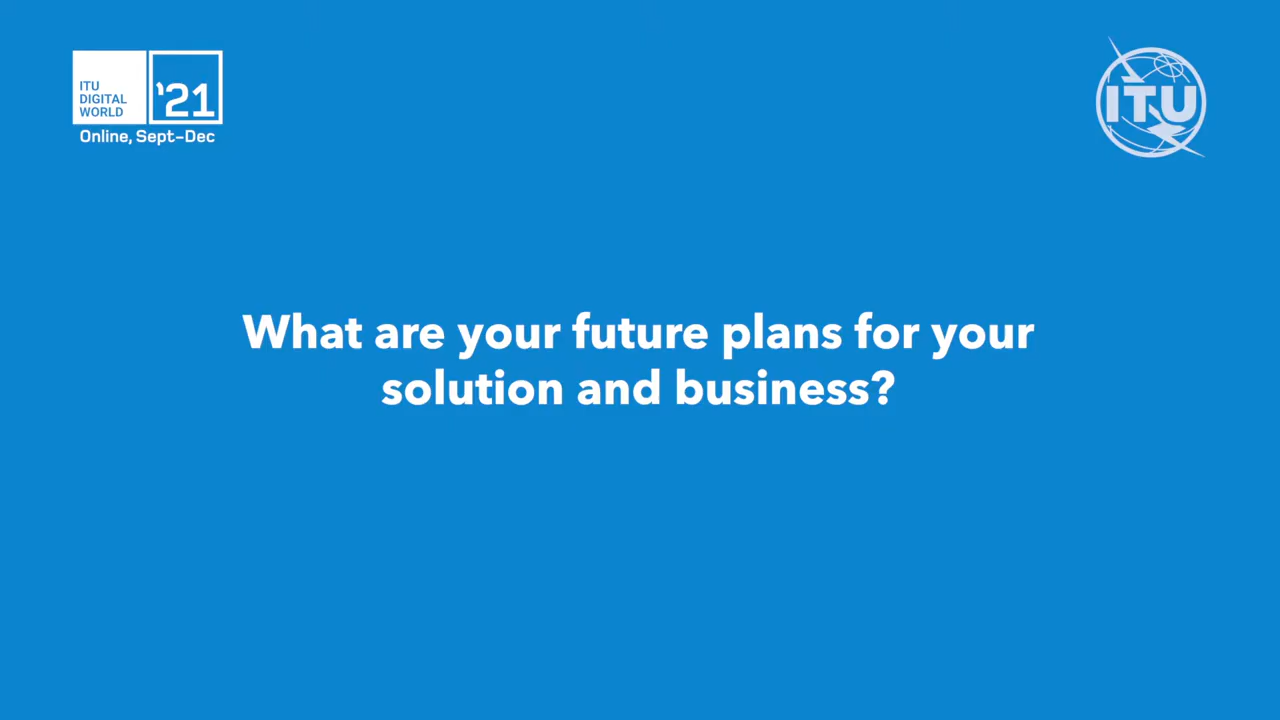 ITU
DIGITAL
WORLD
'21
Online, Sept-Dec
ITU
What are your future plans for your
solution and business?